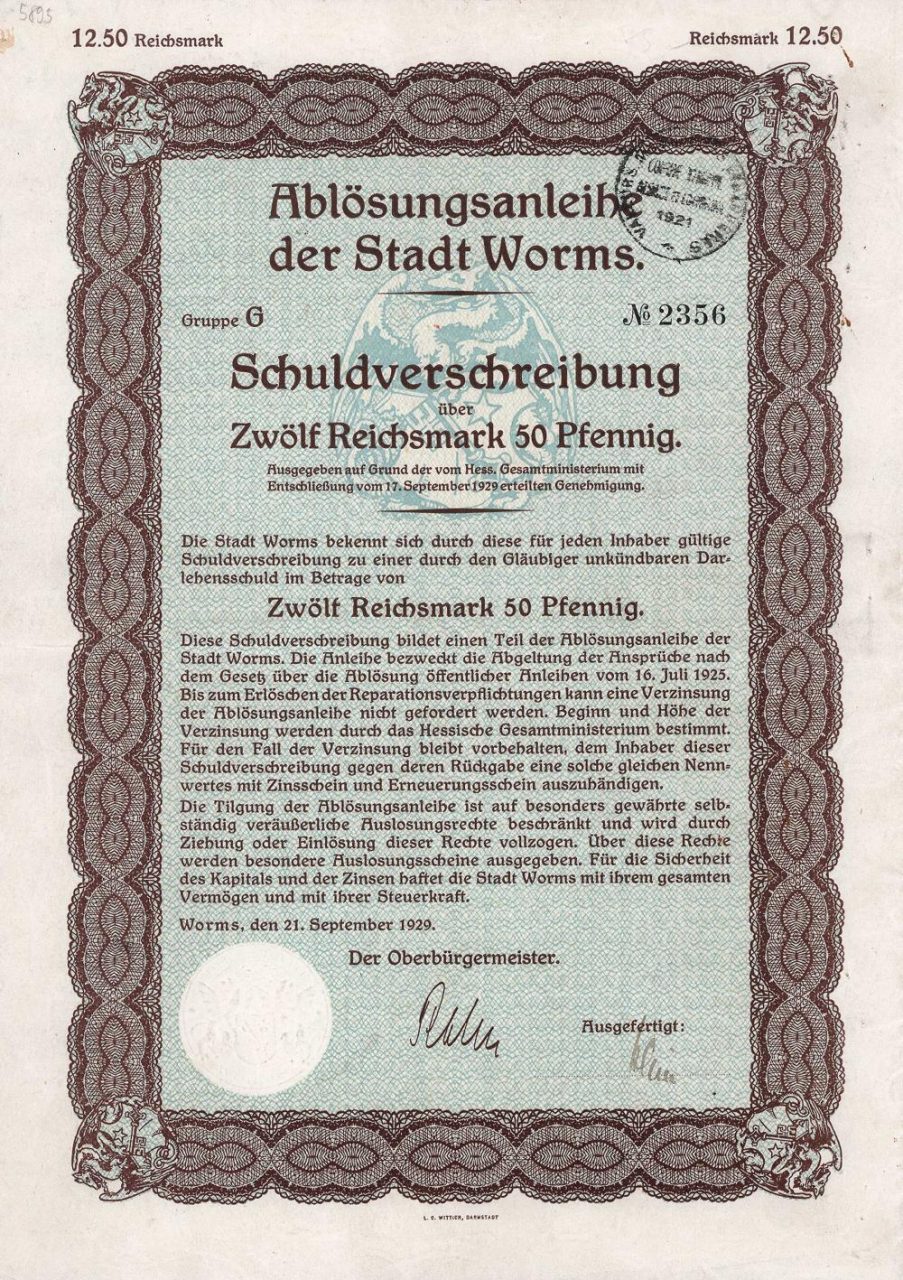 5895
12.50 Reichsmark
Reichsmark 12.50
Ablösungsanleihe
der Stadt Worms.
1921
Gruppe G
№ 2356
Schuldverschreibung
über
Zwölf Reichsmark 50 Pfennig.
Ausgegeben auf Grund der vom Hess. Gesamtministerium mit
Entschließung vom 17. September 1929 erteilten Genehmigung.
Die Stadt Worms bekennt sich durch diese für jeden Inhaber gültige
Schuldverschreibung zu einer durch den Gläubiger unkündbaren Dar-
lehensschuld im Betrage von
Zwölf Reichsmark 50 Pfennig.
Diese Schuldverschreibung bildet einen Teil der Ablösungsanleihe der
Stadt Worms. Die Anleihe bezweckt die Abgeltung der Ansprüche nach
dem Gesetz über die Ablösung öffentlicher Anleihen vom 16. Juli 1925.
Bis zum Erlöschen der Reparationsverpflichtungen kann eine Verzinsung
der Ablösungsanleihe nicht gefordert werden. Beginn und Höhe der
Verzinsung werden durch das Hessische Gesamtministerium bestimmt.
Für den Fall der Verzinsung bleibt vorbehalten, dem Inhaber dieser
Schuldverschreibung gegen deren Rückgabe eine solche gleichen Nenn-
wertes mit Zinsschein und Erneuerungsschein auszuhändigen.
Die Tilgung der Ablösungsanleihe ist auf besonders gewährte selb-
ständig veräußerliche Auslosungsrechte beschränkt und wird durch
Ziehung oder Einlösung dieser Rechte vollzogen. Über diese Rechte
werden besondere Auslosungsscheine ausgegeben. Für die Sicherheit
des Kapitals und der Zinsen haftet die Stadt Worms mit ihrem gesamten
Vermögen und mit ihrer Steuerkraft.
Worms, den 21. September 1929.
Der Oberbürgermeister.
Ausgefertigt:
L. C. WITTICH, DARMSTADT